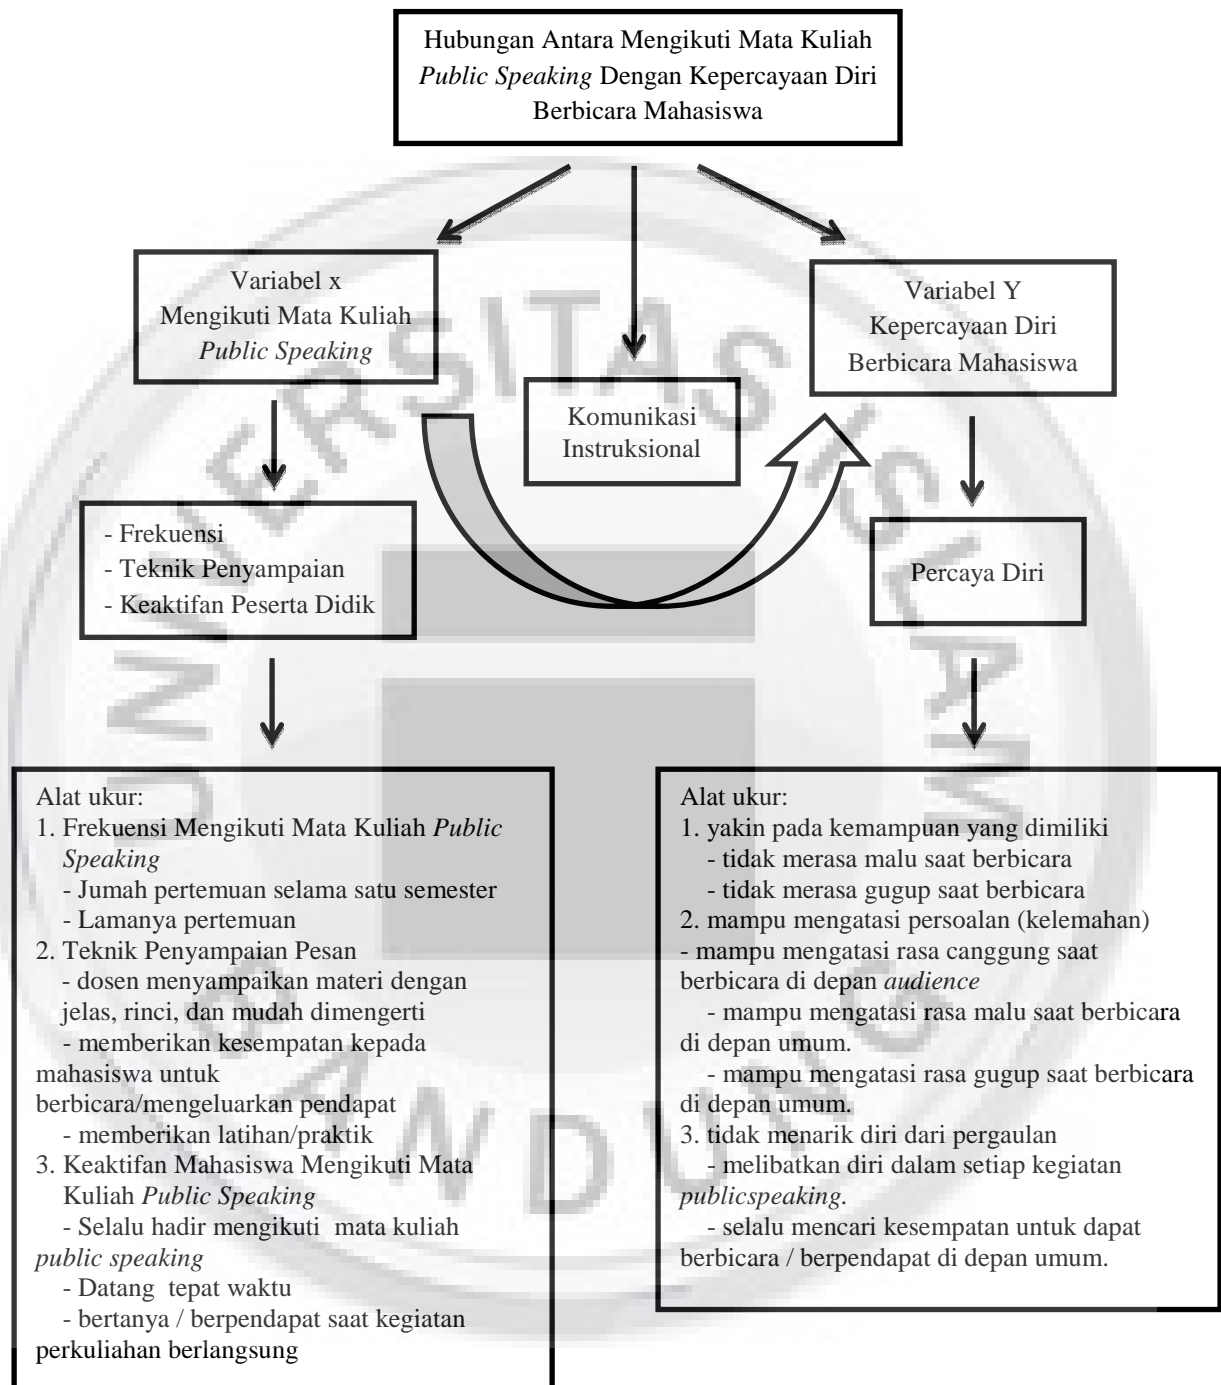 Hubungan Antara Mengikuti Mata Kuliah
Public Speaking Dengan Kepercayaan Diri
Berbicara Mahasiswa
Variabel x
Mengikuti Mata Kuliah
Public Speaking
Komunikasi
Instruksional
Variabel Y
Kepercayaan Diri
Berbicara Mahasiswa
- Frekuensi
- Teknik Penyampaian
- Keaktifan Peserta Didik
Percaya Diri
Alat ukur:
1. Frekuensi Mengikuti Mata Kuliah Public
Speaking
- Jumah pertemuan selama satu semester
- Lamanya pertemuan
2. Teknik Penyampaian Pesan
- dosen menyampaikan materi dengan
jelas, rinci, dan mudah dimengerti
- memberikan kesempatan kepada
mahasiswa untuk
berbicara/mengeluarkan pendapat
- memberikan latihan/praktik
3. Keaktifan Mahasiswa Mengikuti Mata
Kuliah Public Speaking
- Selalu hadir mengikuti mata kuliah
public speaking
- Datang tepat waktu
- bertanya / berpendapat saat kegiatan
perkuliahan berlangsung
Alat ukur:
1. yakin pada kemampuan yang dimiliki
- tidak merasa malu saat berbicara
- tidak merasa gugup saat berbicara
2. mampu mengatasi persoalan (kelemahan)
- mampu mengatasi rasa canggung saat
berbicara di depan audience
- mampu mengatasi rasa malu saat berbicara
di depan umum.
- mampu mengatasi rasa gugup saat berbicara
di depan umum.
3. tidak menarik diri dari pergaulan
- melibatkan diri dalam setiap kegiatan
publicspeaking.
- selalu mencari kesempatan untuk dapat
berbicara / berpendapat di depan umum.
UNIVERSITAS ISLAM
BANDUNG